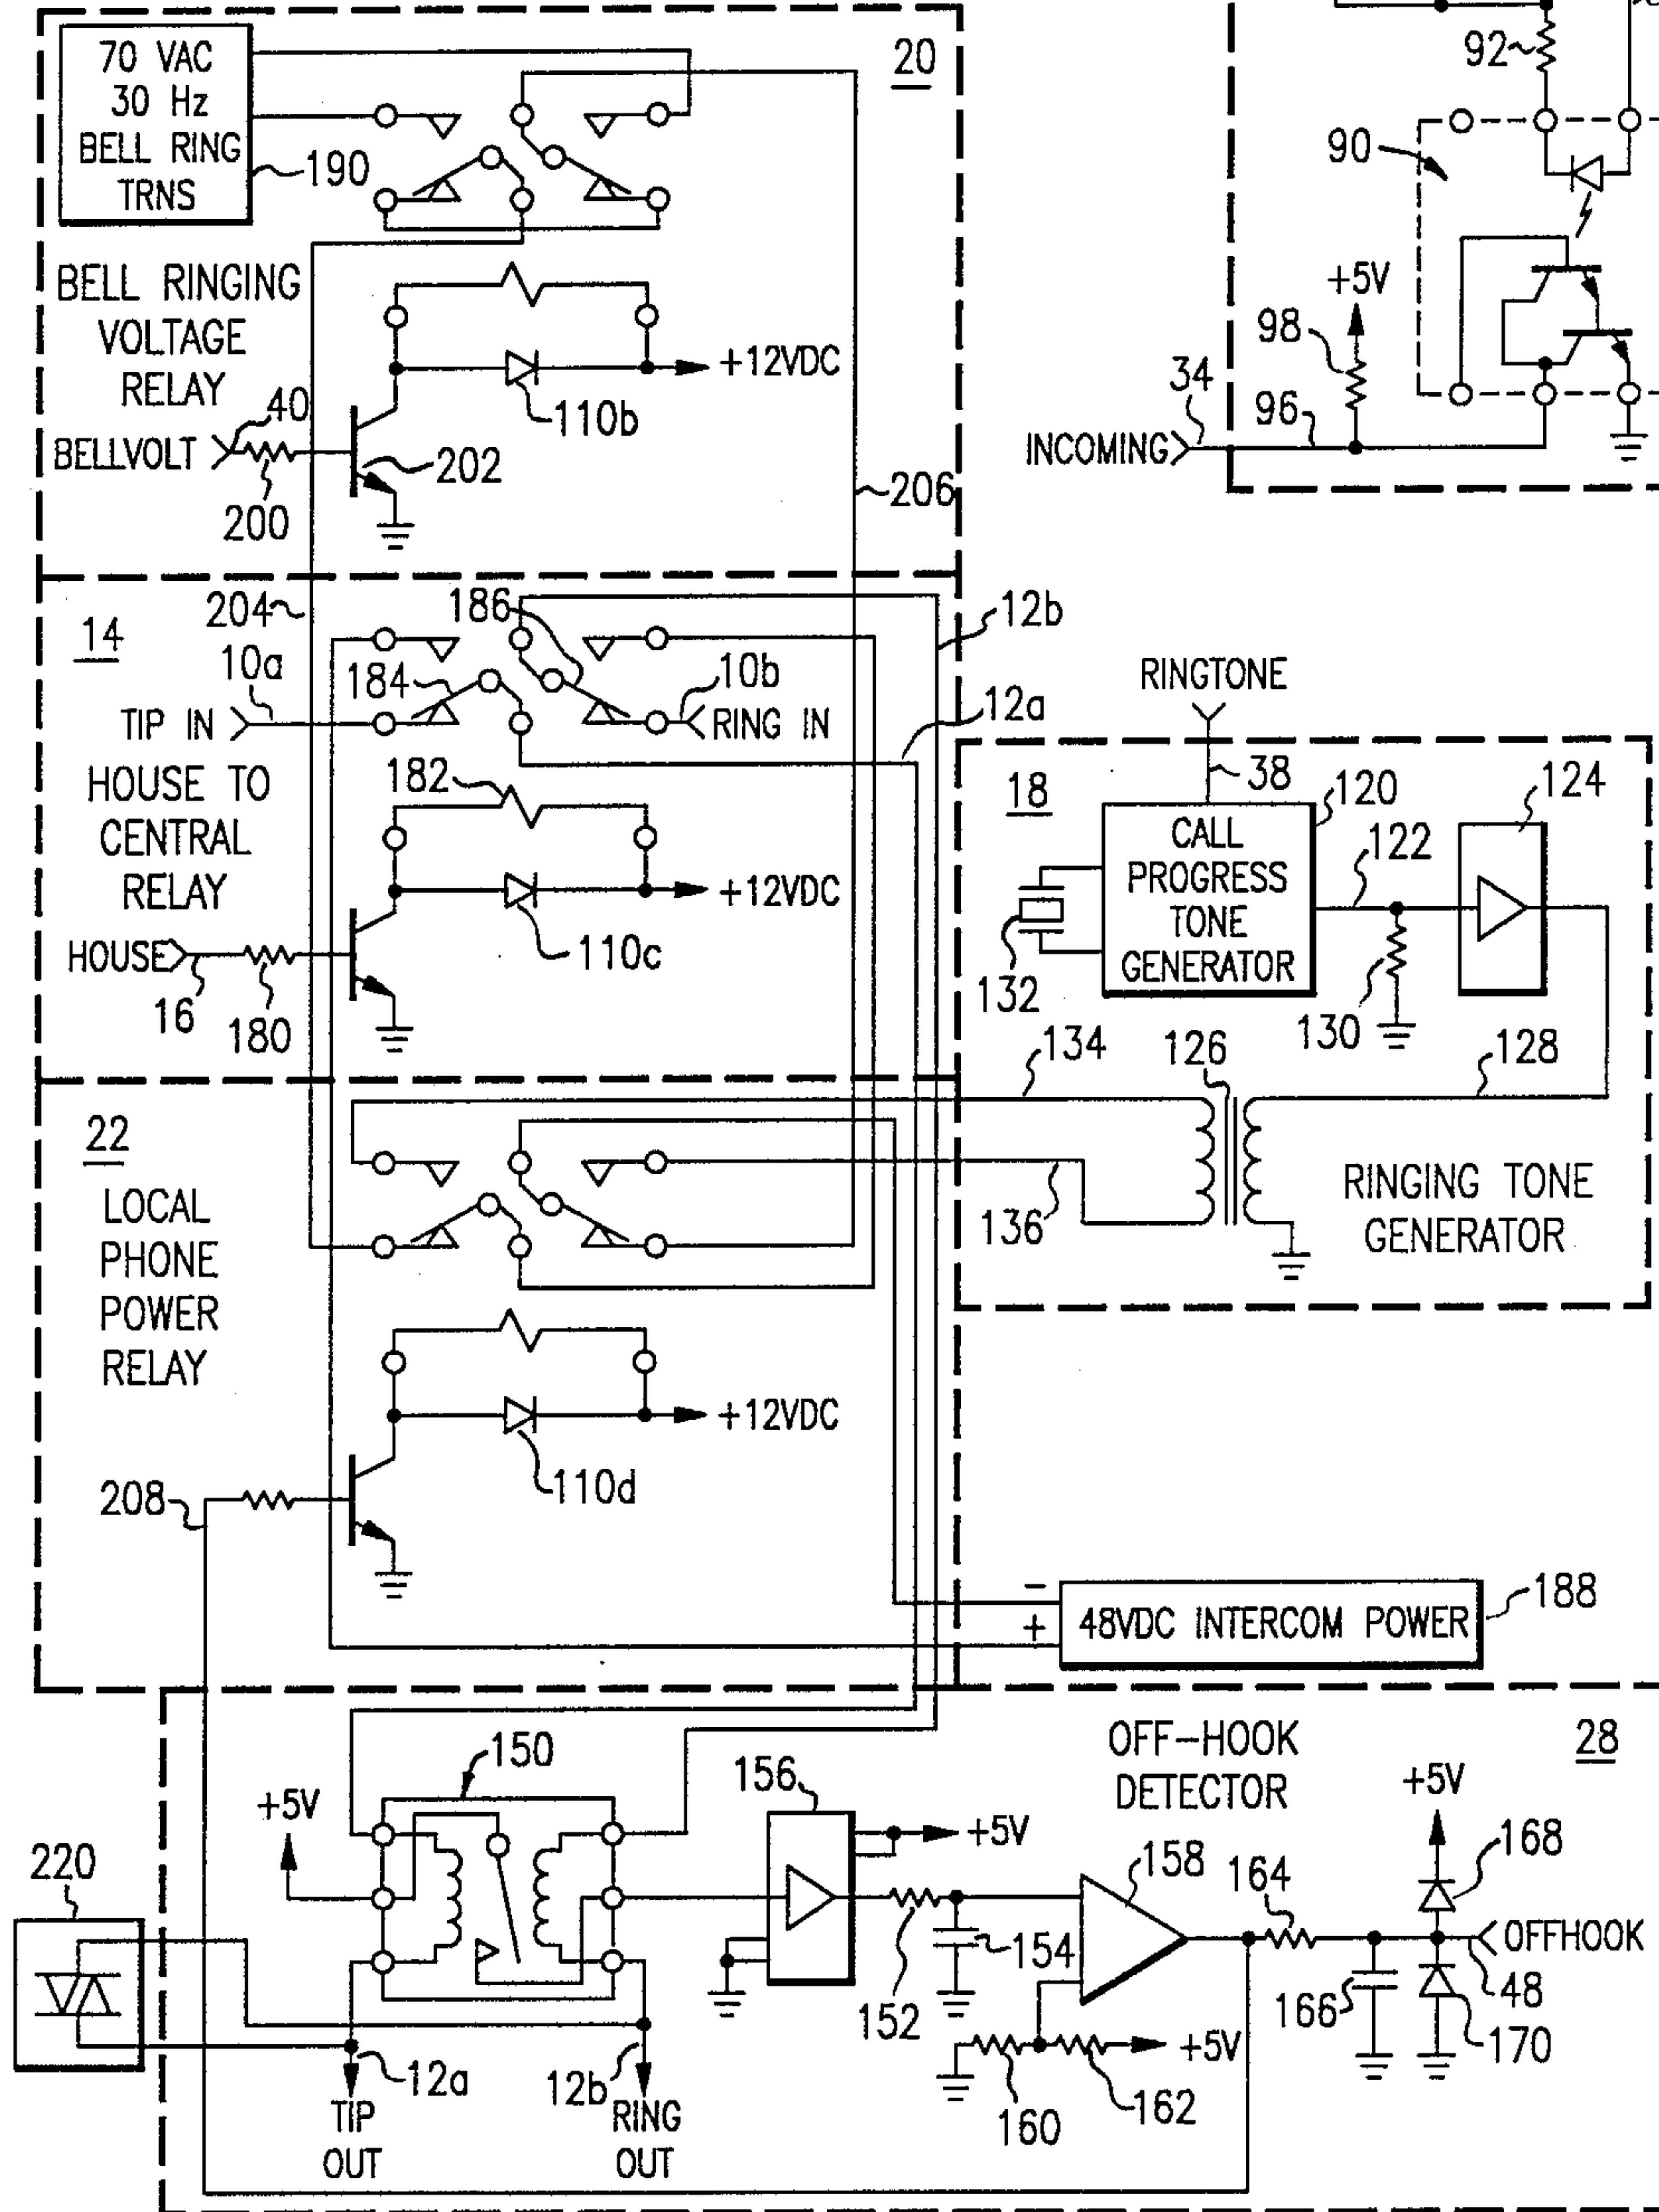 70 VAC
30 Hz
BELL RING
TRNS
190
20
BELL RINGING
VOLTAGE
RELAY
110b
+12VDC
40
BELLVOLT
200
202
206
92
90
+5V
98
34
96
INCOMING
204
14
186
12b
10a
184
10b
TIP IN
RING IN
12a
HOUSE TO
CENTRAL
RELAY
182
+12VDC
110c
HOUSE
16
180
RINGTONE
18
38
120
124
CALL
PROGRESS
TONE
GENERATOR
122
132
130
134
126
128
136
RINGING TONE
GENERATOR
22
LOCAL
PHONE
POWER
RELAY
+12VDC
110d
208
-
+
48VDC INTERCOM POWER
188
OFF-HOOK
DETECTOR
28
150
+5V
156
+5V
220
158
164
+5V
168
OFFHOOK
48
154
152
166
170
+5V
160
162
12a
12b
TIP
OUT
RING
OUT